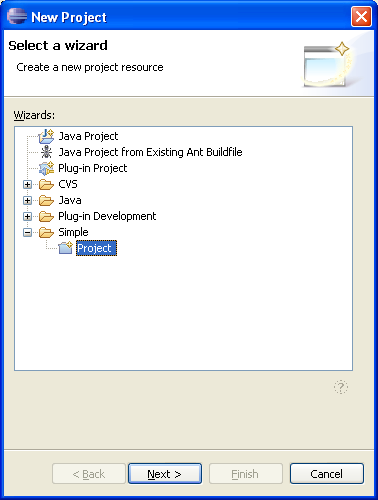 New Project
Select a wizard
Create a new project resource
Wizards:
Java Project
Java Project from Existing Ant Buildfile
Plug-in Project
CVS
Java
Plug-in Development
Simple
Project
?
< Back Next > Finish Cancel